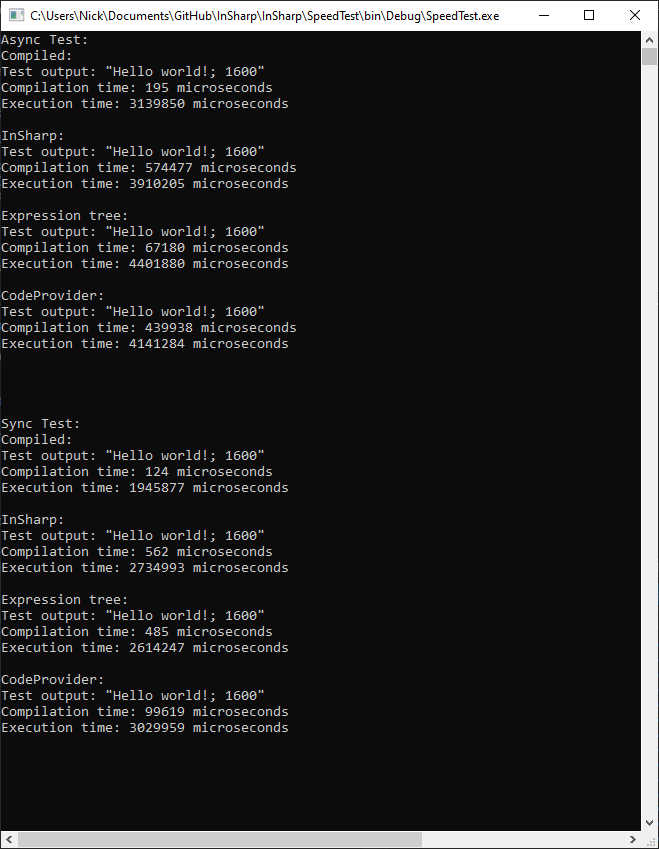 C:\Users\Nick\Documents\GitHub\InSharp\InSharp\SpeedTest\bin\Debug\SpeedTest.exe
Async Test:
Compiled:
Test output: "Hello world!; 1600"
Compilation time: 195 microseconds
Execution time: 3139850 microseconds
InSharp:
Test output: "Hello world!; 1600"
Compilation time: 574477 microseconds
Execution time: 3910205 microseconds
Expression tree:
Test output: "Hello world!; 1600"
Compilation time: 67180 microseconds
Execution time: 4401880 microseconds
CodeProvider:
Test output: "Hello world!; 1600"
Compilation time: 439938 microseconds
Execution time: 4141284 microseconds
Sync Test:
Compiled:
Test output: "Hello world!; 1600"
Compilation time: 124 microseconds
Execution time: 1945877 microseconds
InSharp:
Test output: "Hello world!; 1600"
Compilation time: 562 microseconds
Execution time: 2734993 microseconds
Expression tree:
Test output: "Hello world!; 1600"
Compilation time: 485 microseconds
Execution time: 2614247 microseconds
CodeProvider:
Test output: "Hello world!; 1600"
Compilation time: 99619 microseconds
Execution time: 3029959 microseconds